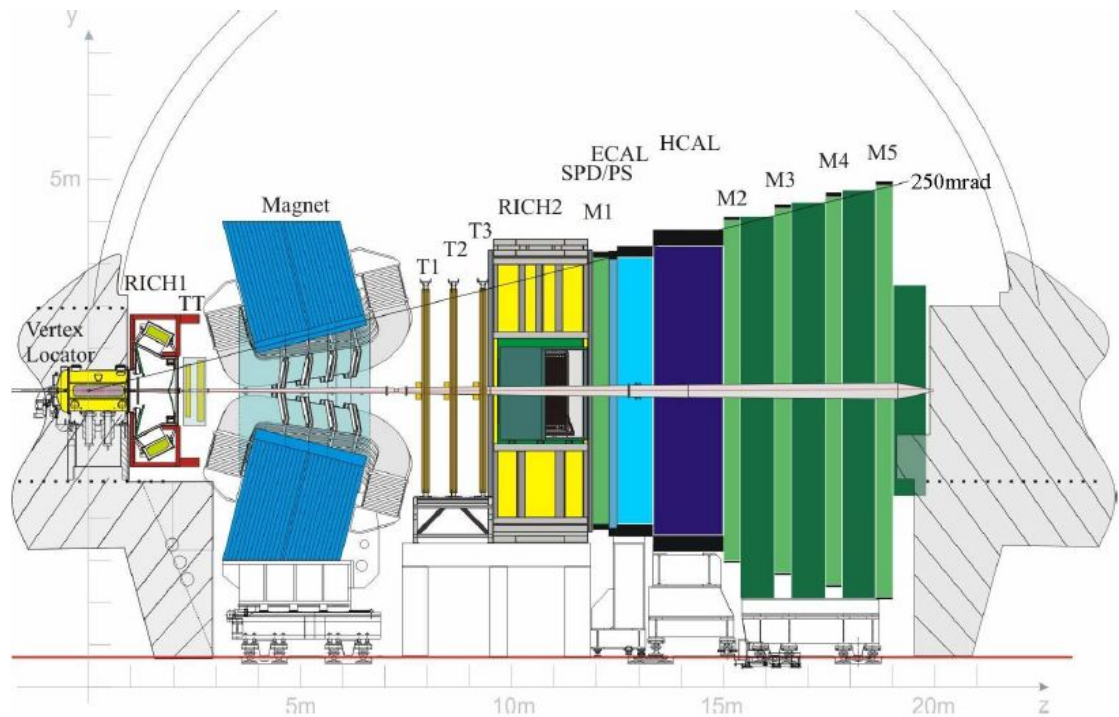 y
5m
Vertex
Locator
RICH1
TT
Magnet
T1
T2
T3
RICH2
M1
SPD/PS
ECAL
HCAL
M2
M3
M4
M5
250mrad
5m
10m
15m
20m
z